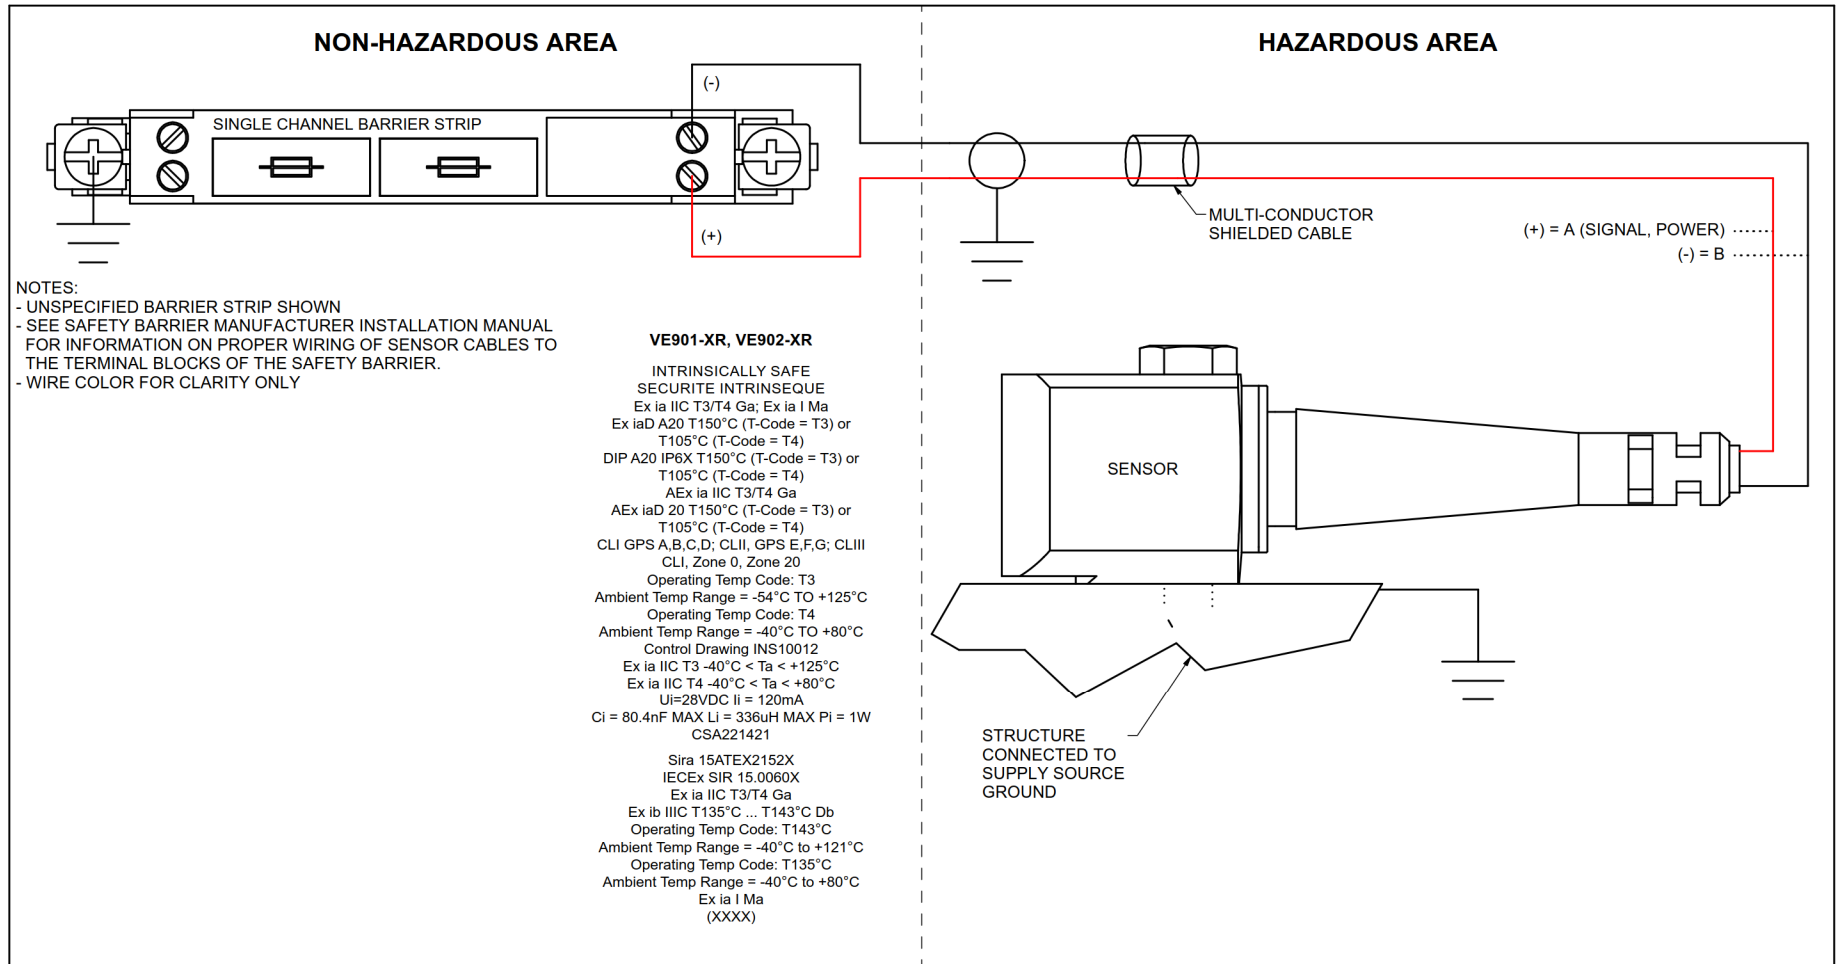 NON-HAZARDOUS AREA
HAZARDOUS AREA
(-)
SINGLE CHANNEL BARRIER STRIP
(+)
MULTI-CONDUCTOR
SHIELDED CABLE
(+) = A (SIGNAL, POWER)
(-) = B
NOTES:
- UNSPECIFIED BARRIER STRIP SHOWN
- SEE SAFETY BARRIER MANUFACTURER INSTALLATION MANUAL
FOR INFORMATION ON PROPER WIRING OF SENSOR CABLES TO
THE TERMINAL BLOCKS OF THE SAFETY BARRIER.
- WIRE COLOR FOR CLARITY ONLY
VE901-XR, VE902-XR
INTRINSICALLY SAFE
SECURITE INTRINSEQUE
Ex ia IIC T3/T4 Ga; Ex ia I Ma
Ex iaD A20 T150°C (T-Code = T3) or
T105°C (T-Code = T4)
DIP A20 IP6X T150°C (T-Code = T3) or
T105°C (T-Code = T4)
AEx ia IIC T3/T4 Ga
AEx iaD 20 T150°C (T-Code = T3) or
T105°C (T-Code = T4)
CLI GPS A,B,C,D; CLII, GPS E,F,G; CLIII
CLI, Zone 0, Zone 20
Operating Temp Code: T3
Ambient Temp Range = -54°C TO +125°C
Operating Temp Code: T4
Ambient Temp Range = -40°C TO +80°C
Control Drawing INS10012
Ex ia IIC T3 -40°C < Ta < +125°C
Ex ia IIC T4 -40°C < Ta < +80°C
Ui=28VDC Ii = 120mA
Ci = 80.4nF MAX Li = 336uH MAX Pi = 1W
CSA221421
Sira 15ATEX2152X
IECEx SIR 15.0060X
Ex ia IIC T3/T4 Ga
Ex ib IIIC T135°C ... T143°C Db
Operating Temp Code: T143°C
Ambient Temp Range = -40°C to +121°C
Operating Temp Code: T135°C
Ambient Temp Range = -40°C to +80°C
Ex ia I Ma
(XXXX)
SENSOR
STRUCTURE
CONNECTED TO
SUPPLY SOURCE
GROUND